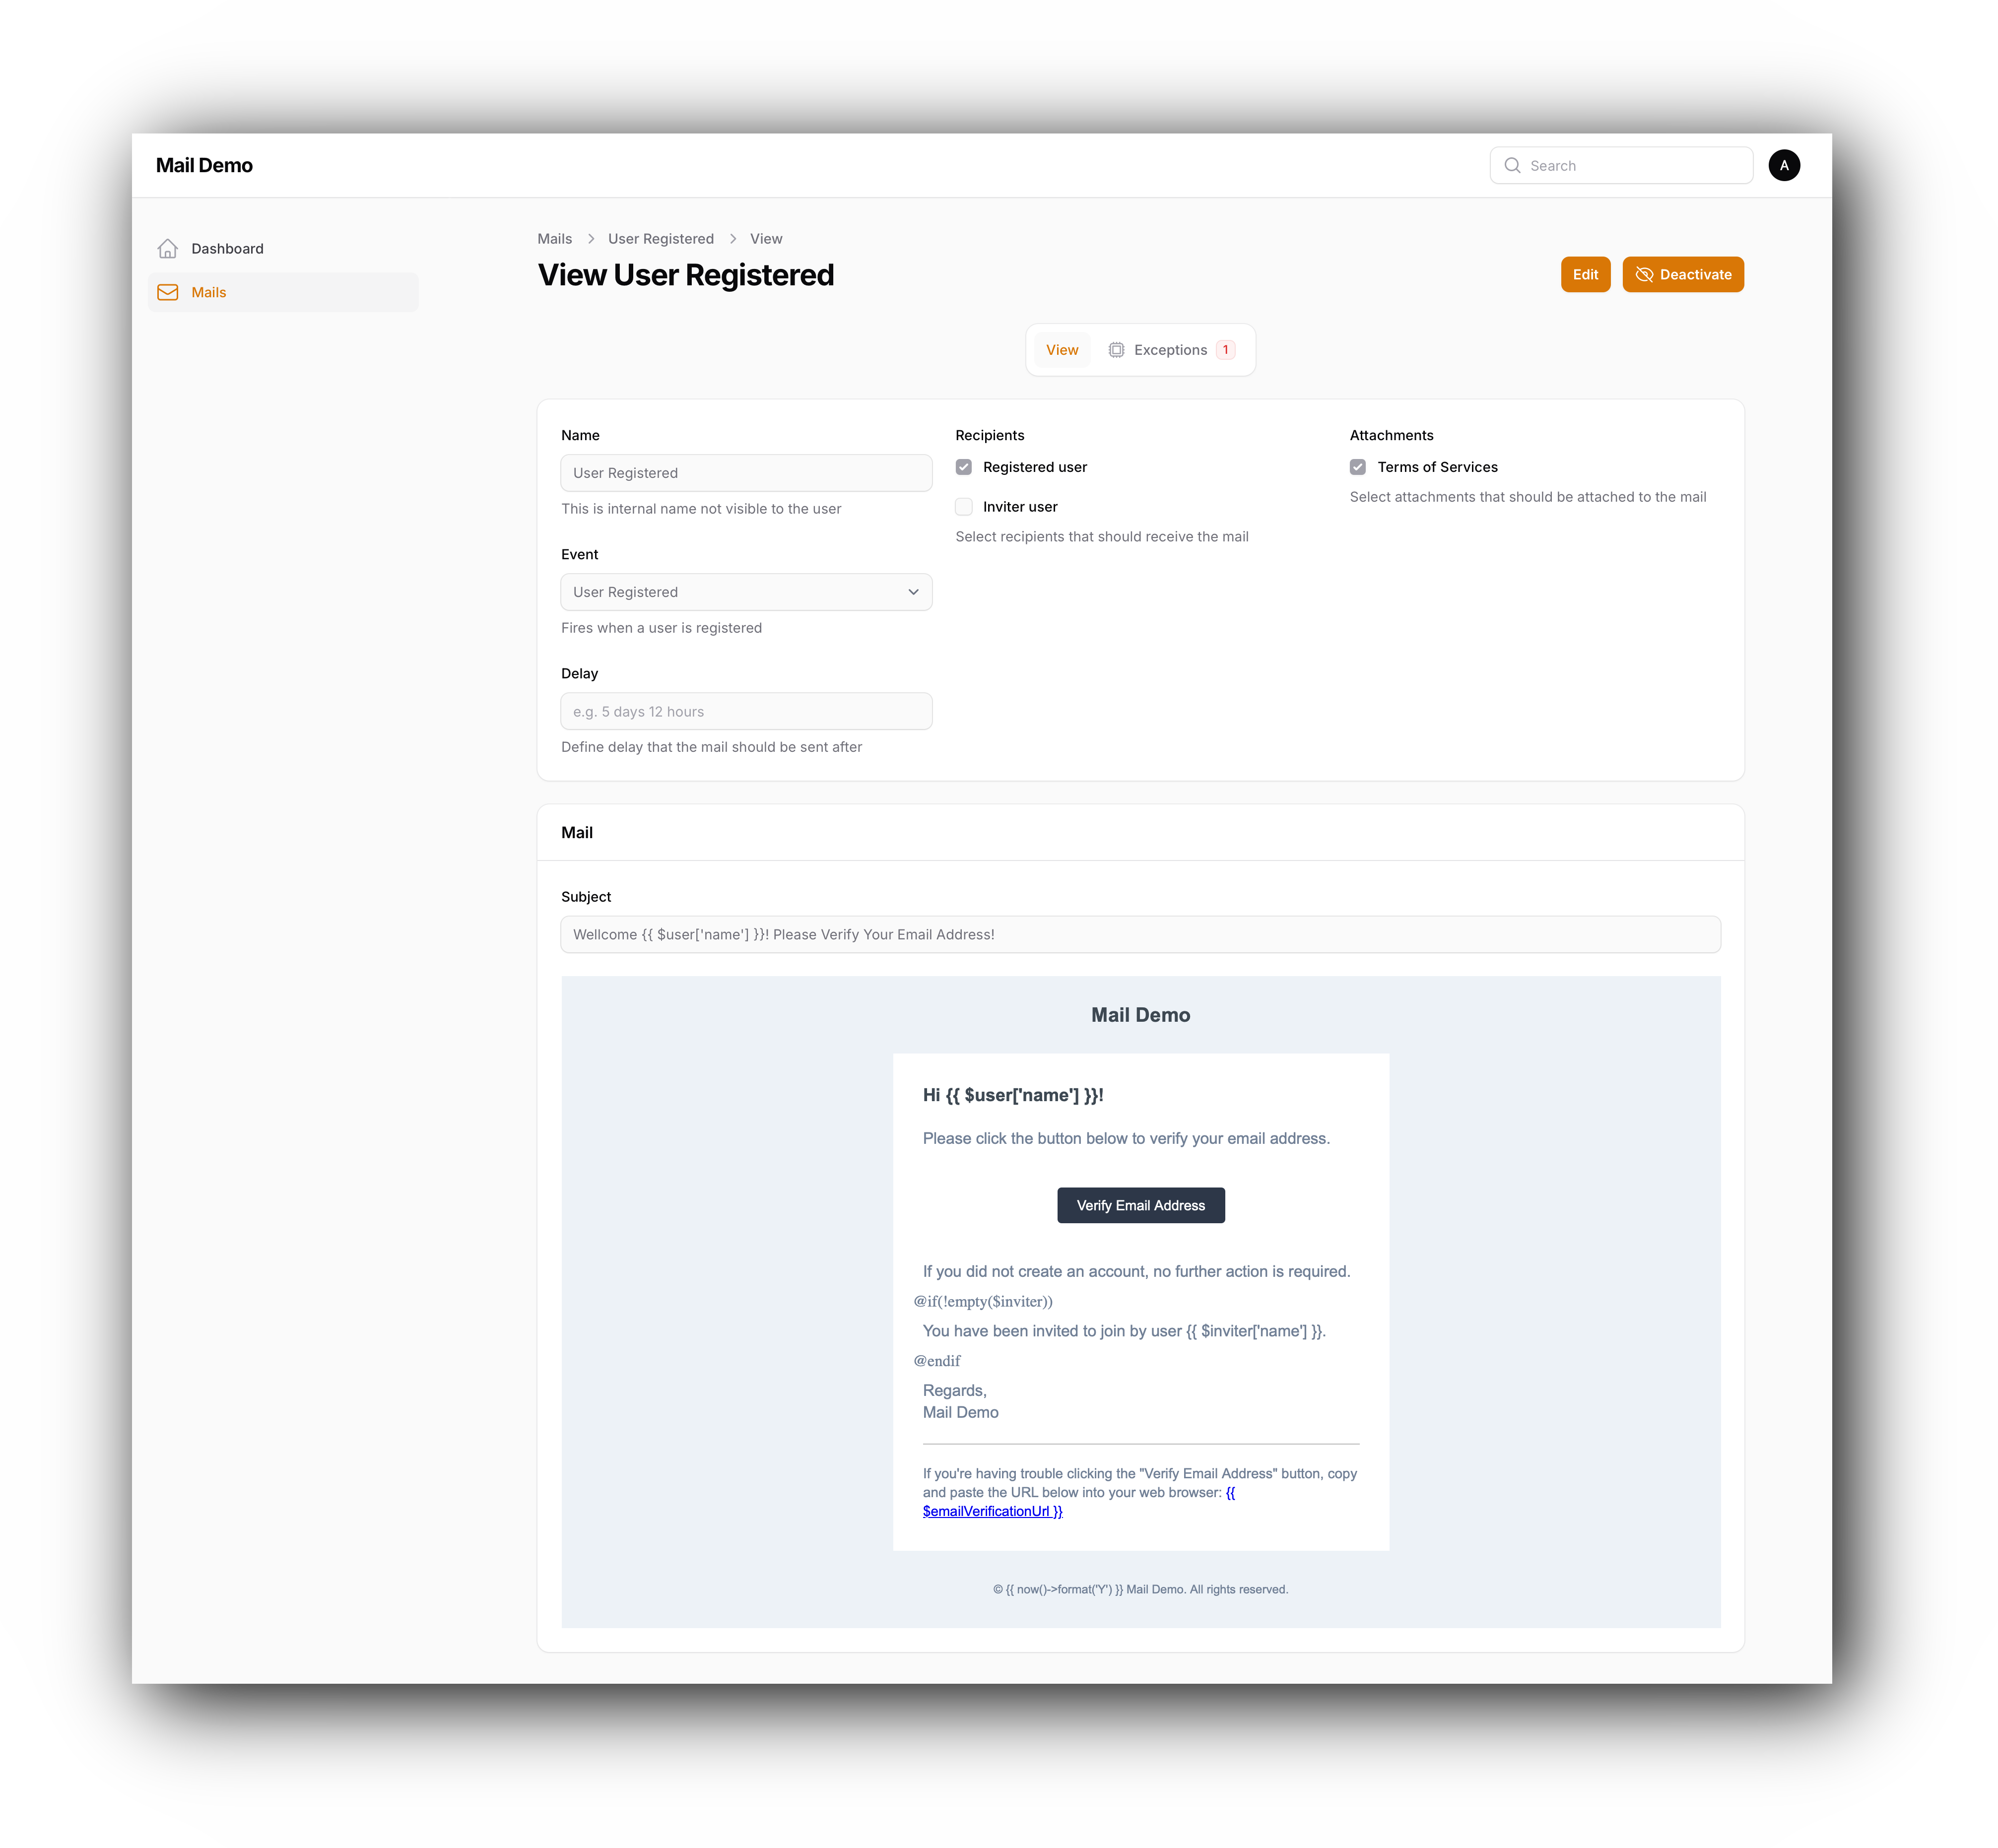 Mail Demo
Search
A
Dashboard
Mails
Mails > User Registered > View
View User Registered
Edit
Deactivate
View
Exceptions 1
Name
User Registered
This is internal name not visible to the user
Event
User Registered
Fires when a user is registered
Delay
e.g. 5 days 12 hours
Define delay that the mail should be sent after
Recipients
Registered user
Inviter user
Select recipients that should receive the mail
Attachments
Terms of Services
Select attachments that should be attached to the mail
Mail
Subject
Wellcome {{ $user['name'] }}! Please Verify Your Email Address!
Mail Demo
Hi {{ $user['name'] }}!
Please click the button below to verify your email address.
Verify Email Address
If you did not create an account, no further action is required.
@if(!empty($inviter))
You have been invited to join by user {{ $inviter['name'] }}.
@endif
Regards,
Mail Demo
If you're having trouble clicking the "Verify Email Address" button, copy
and paste the URL below into your web browser: {{
$emailVerificationUrl }}
© {{ now()->format('Y') }} Mail Demo. All rights reserved.